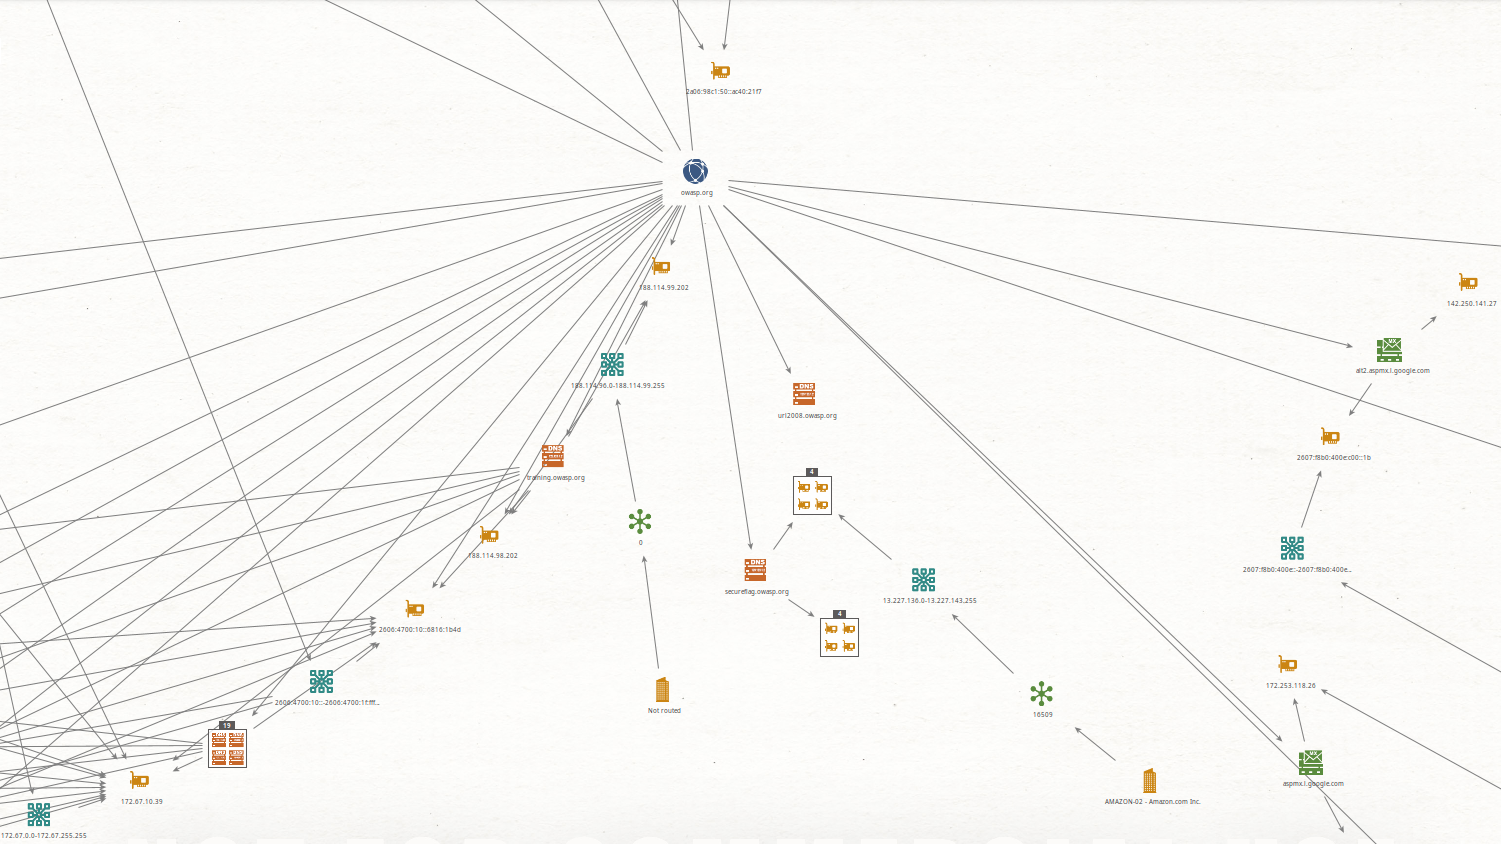 2a06:98c1:50::ac40:21f7
owasp.org
188.114.99.202
142.250.141.27
188.114.96.0-188.114.99.255
alt2.aspmx.l.google.com
url2008.owasp.org
2607:f8b0:400e:c00::1b
training.owasp.org
4
0
188.114.98.202
2607:f8b0:400e::-2607:f8b0:400e...
secureflag.owasp.org
13.227.136.0-13.227.143.255
4
2606:4700:10::6816:1b4d
172.253.118.26
2606:4700:10::-2606:4700:1f:fff...
Not routed
16509
19
aspmx.l.google.com
172.67.10.39
AMAZON-02 - Amazon.com Inc.
172.67.0.0-172.67.255.255